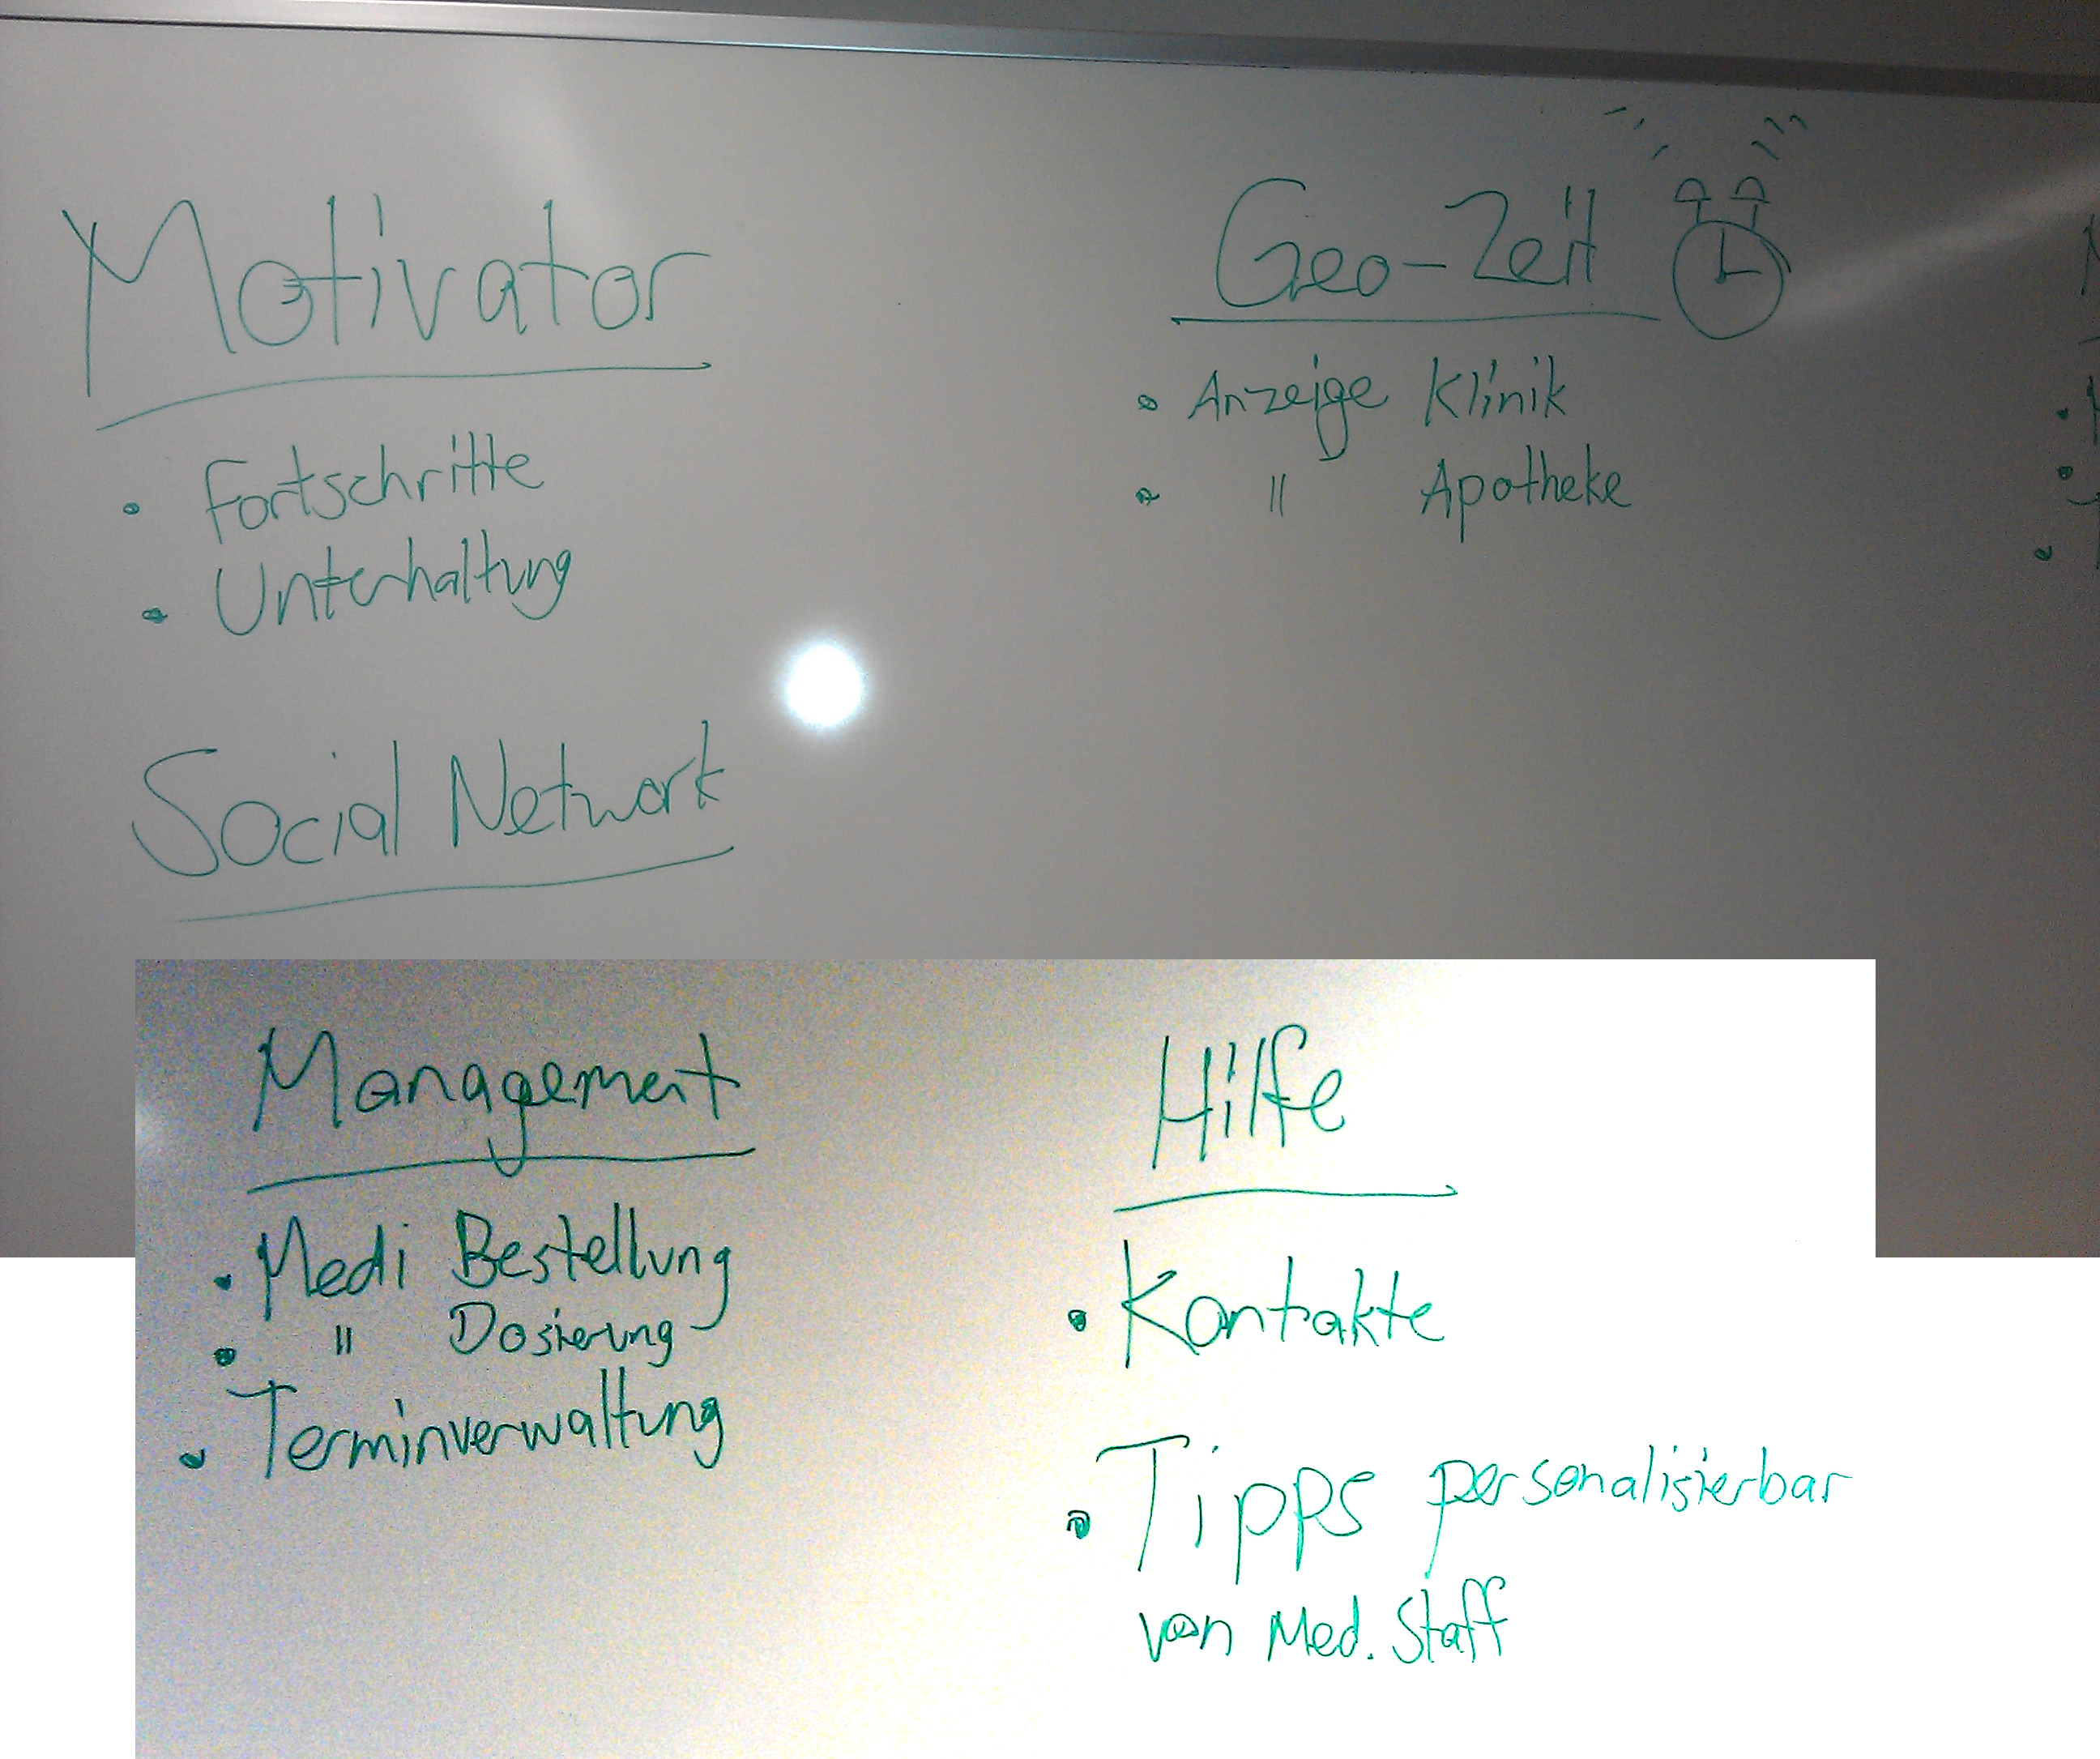 Motivator
• Fortschritte
• Unterhaltung
Social Network
Geo-Zeit
• Anzeige Klinik
• " Apotheke
Management
• Medi Bestellung
• " Dosierung
• Terminverwaltung
Hilfe
• Kontakte
• Tipps personalisierbar
von Med. Staff